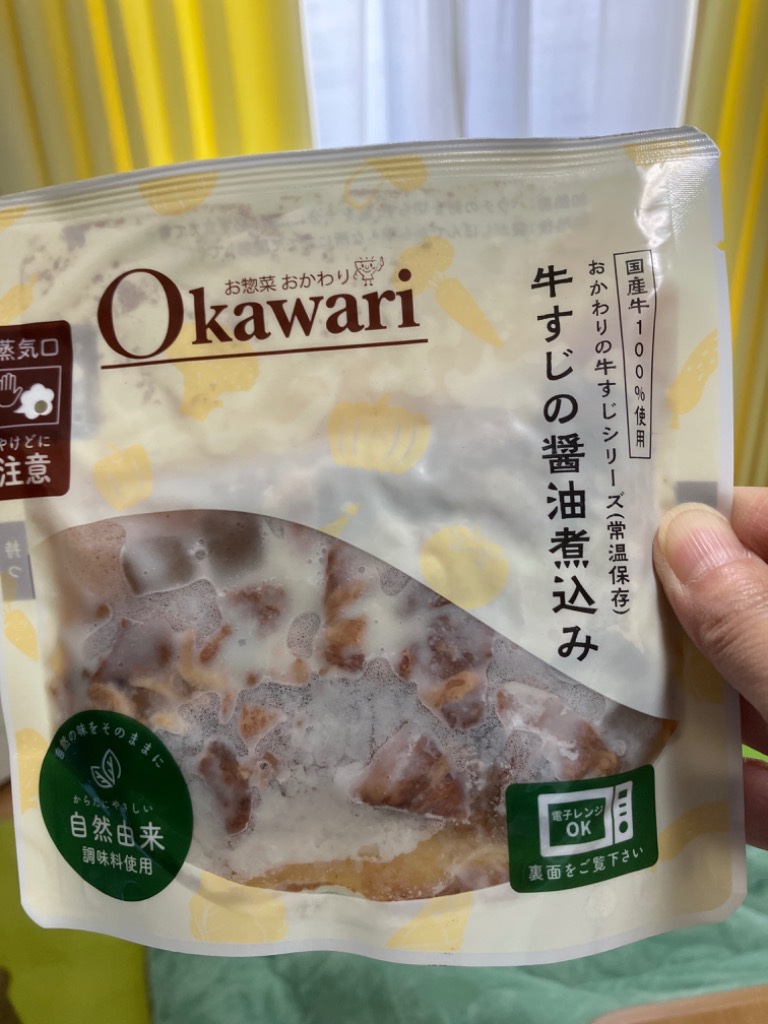 お惣菜 おかわり
Okawari
国産牛100%使用
おかわりの牛すじシリーズ(常温保存)
牛すじの醤油煮込み
蒸気口
やけどに
注意
自然の味をそのままに
からだにやさしい
自然由来
調味料使用
電子レンジ
OK
裏面をご覧下さい